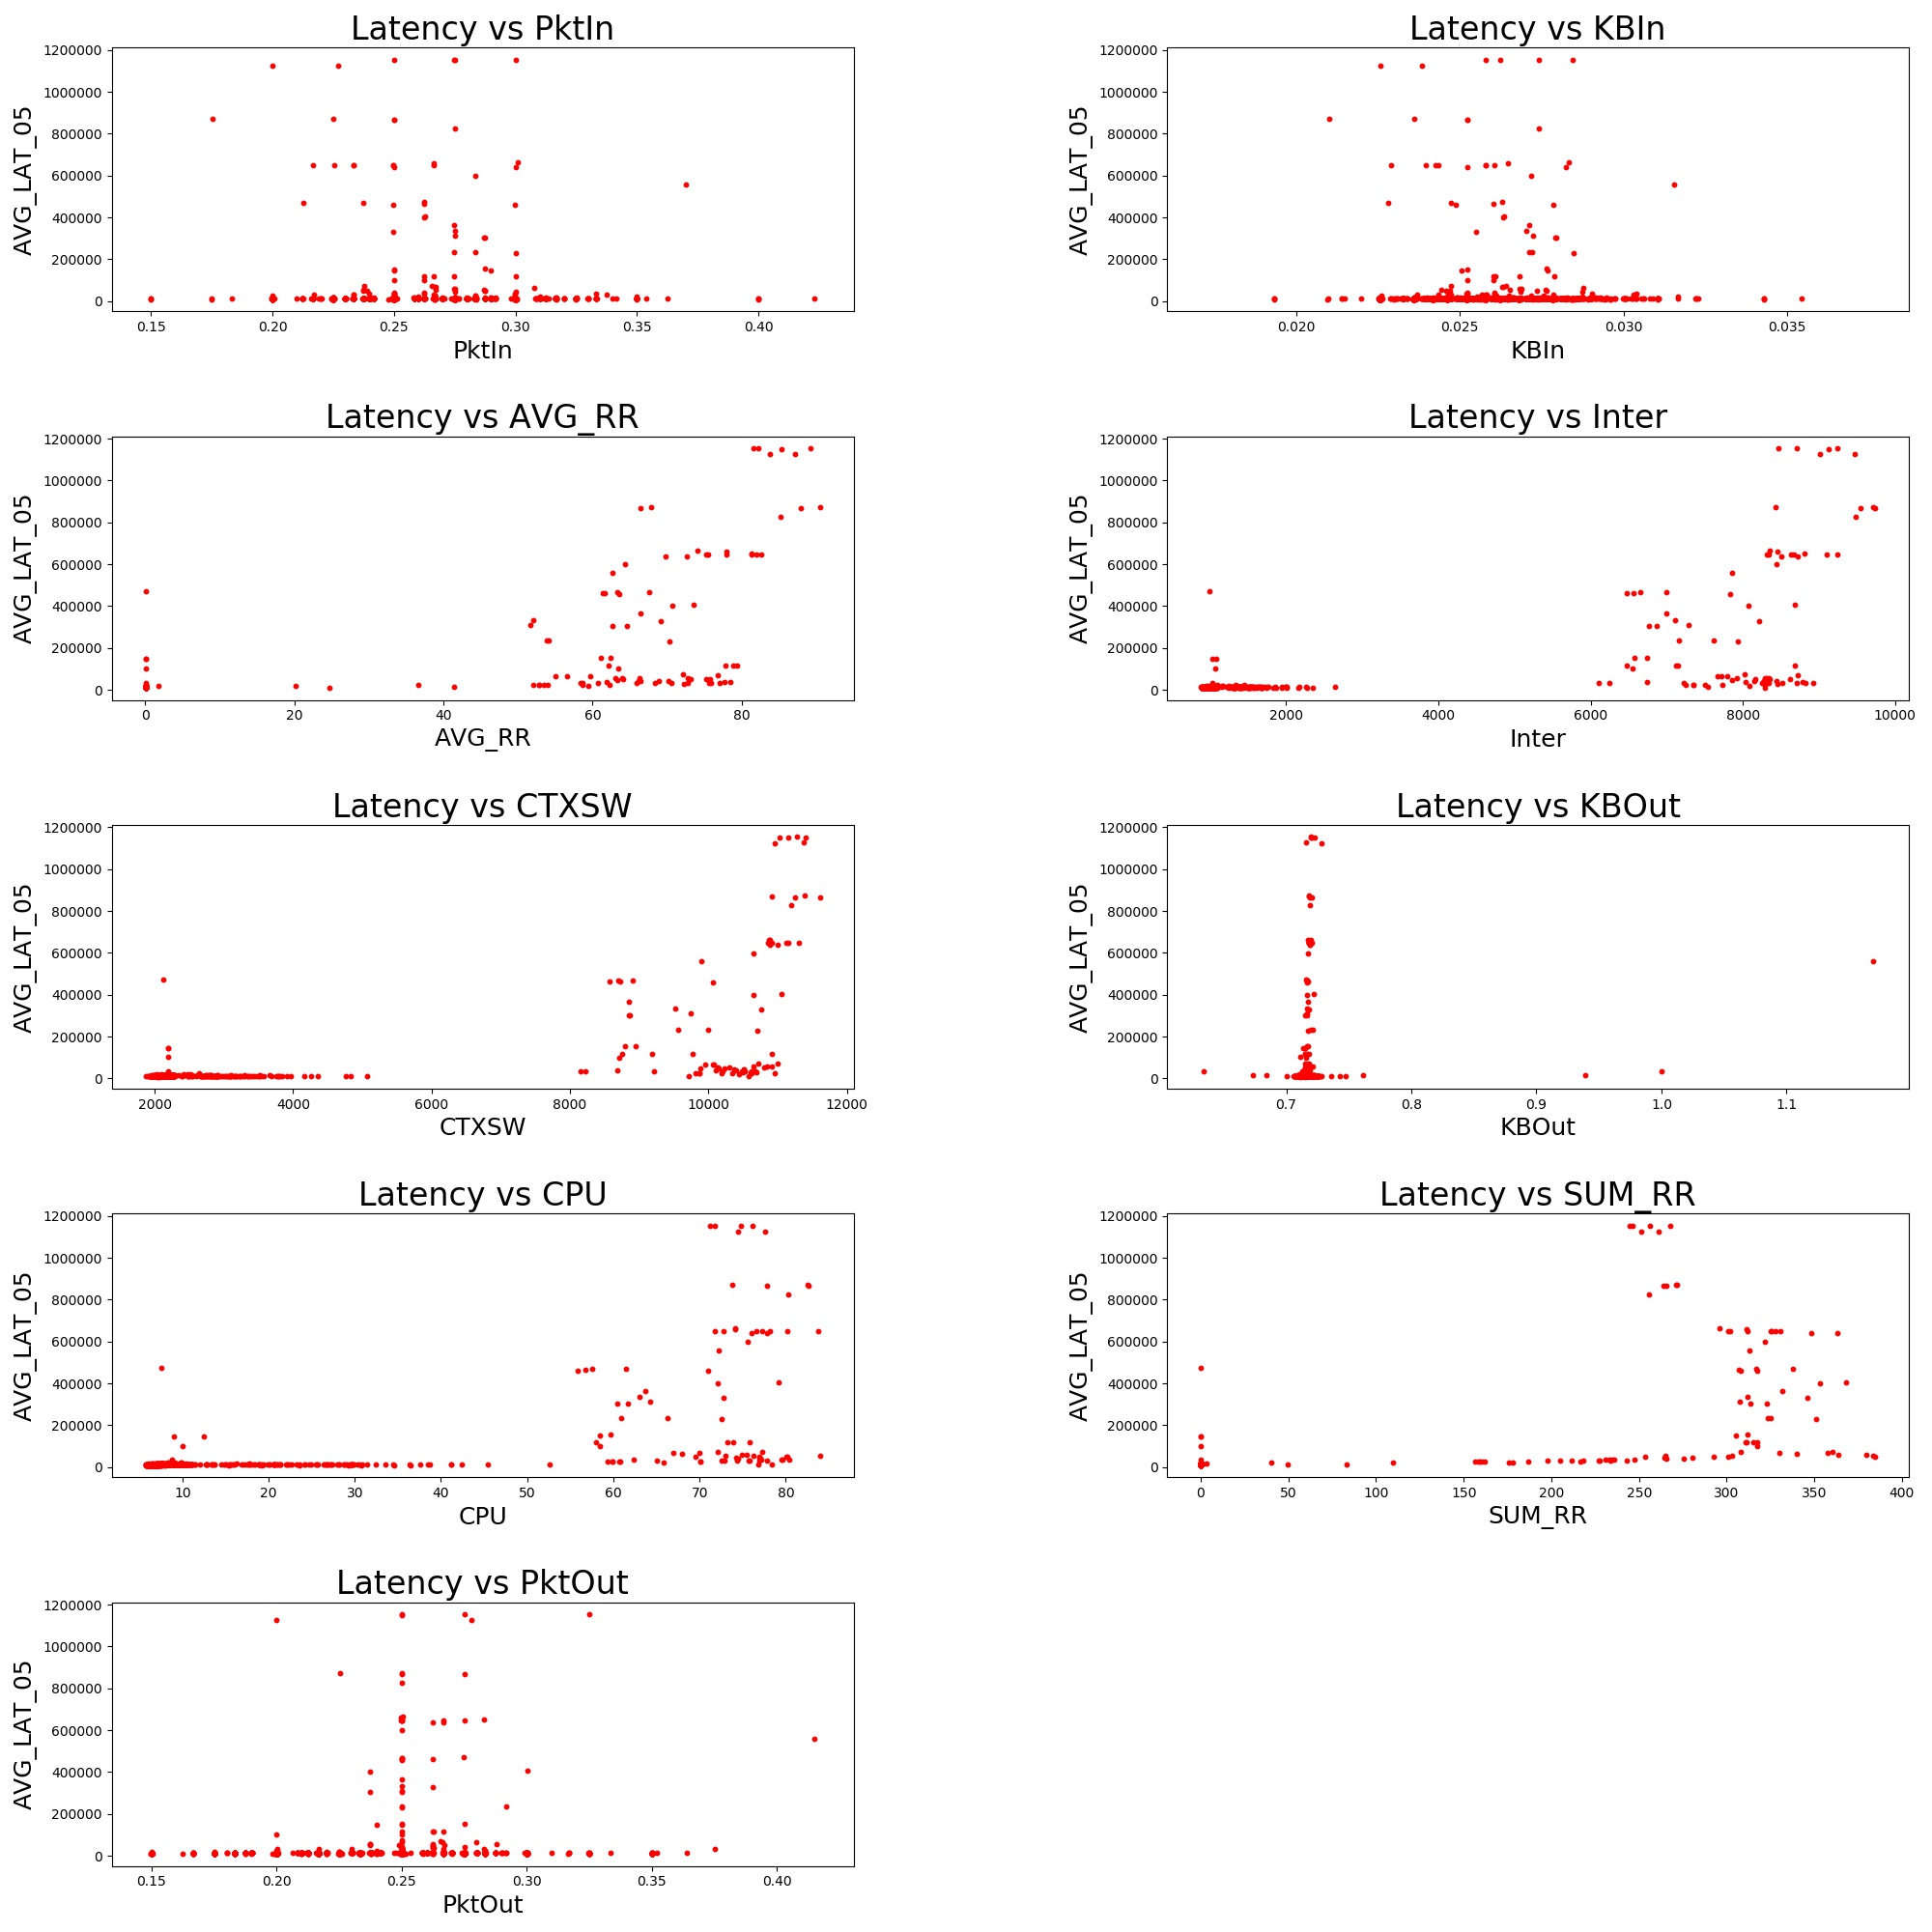 Latency vs PktIn
AVG_LAT_05
1200000
1000000
800000
600000
400000
200000
0
0.15 0.20 0.25 0.30 0.35 0.40
PktIn
Latency vs KBIn
AVG_LAT_05
1200000
1000000
800000
600000
400000
200000
0
0.020 0.025 0.030 0.035
KBIn
Latency vs AVG_RR
AVG_LAT_05
1200000
1000000
800000
600000
400000
200000
0
0 20 40 60 80
AVG_RR
Latency vs Inter
AVG_LAT_05
1200000
1000000
800000
600000
400000
200000
0
2000 4000 6000 8000 10000
Inter
Latency vs CTXSW
AVG_LAT_05
1200000
1000000
800000
600000
400000
200000
0
2000 4000 6000 8000 10000 12000
CTXSW
Latency vs KBOut
AVG_LAT_05
1200000
1000000
800000
600000
400000
200000
0
0.7 0.8 0.9 1.0 1.1
KBOut
Latency vs CPU
AVG_LAT_05
1200000
1000000
800000
600000
400000
200000
0
10 20 30 40 50 60 70 80
CPU
Latency vs SUM_RR
AVG_LAT_05
1200000
1000000
800000
600000
400000
200000
0
0 50 100 150 200 250 300 350 400
SUM_RR
Latency vs PktOut
AVG_LAT_05
1200000
1000000
800000
600000
400000
200000
0
0.15 0.20 0.25 0.30 0.35 0.40
PktOut